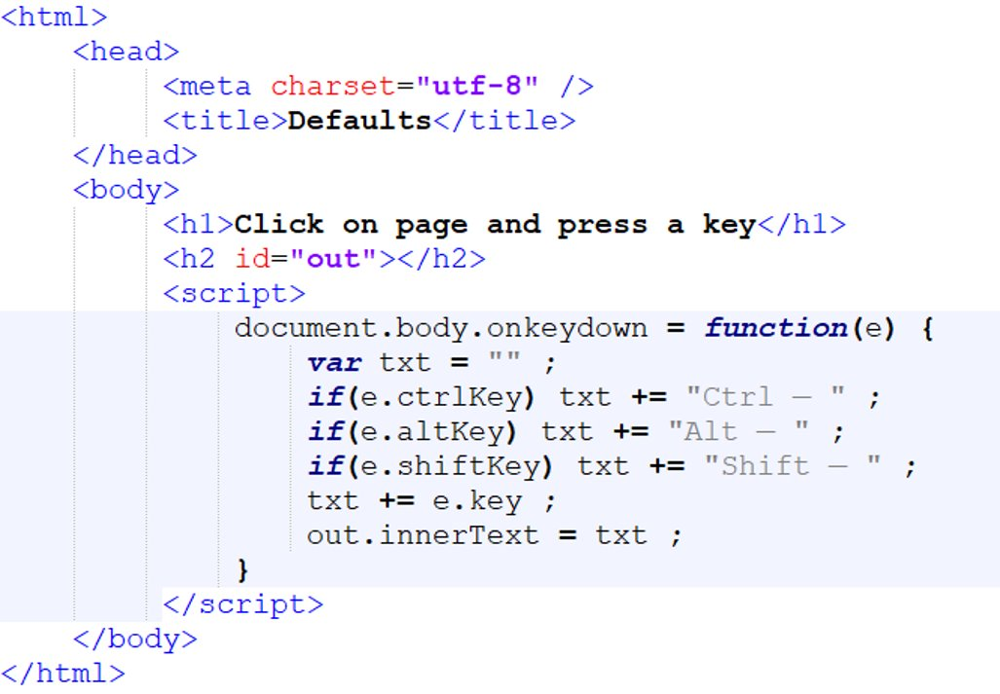 <html>
<head>
<meta charset="utf-8" />
<title>Defaults</title>
</head>
<body>
<h1>Click on page and press a key</h1>
<h2 id="out"></h2>
<script>
document.body.onkeydown = function(e) {
var txt = "" ;
if(e.ctrlKey) txt += "Ctrl — " ;
if(e.altKey) txt += "Alt — " ;
if(e.shiftKey) txt += "Shift — " ;
txt += e.key ;
out.innerText = txt ;
}
</script>
</body>
</html>